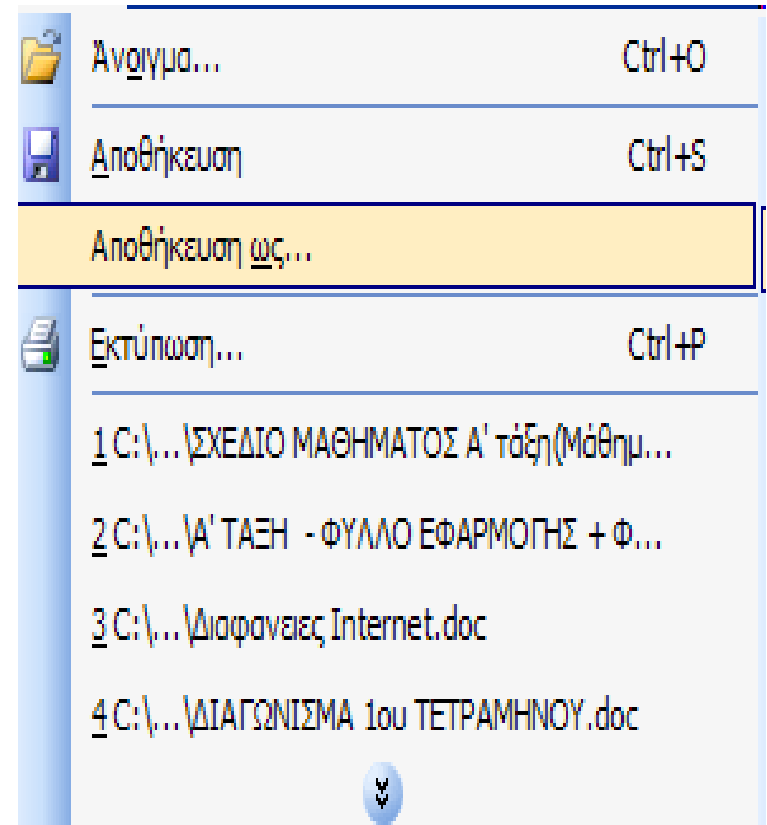 Άνοιγμα... Ctrl+O
Αποθήκευση Ctrl+S
Αποθήκευση ως...
Εκτύπωση... Ctrl+P
1 C:\...\ΣΧΕΔΙΟ ΜΑΘΗΜΑΤΟΣ Α' τάξη(Μάθημ...
2 C:\...\Α' ΤΑΞΗ - ΦΥΛΛΟ ΕΦΑΡΜΟΓΗΣ + Φ...
3 C:\...\Διαφανειες Internet.doc
4 C:\...\ΔΙΑΓΩΝΙΣΜΑ 1ου ΤΕΤΡΑΜΗΝΟΥ.doc